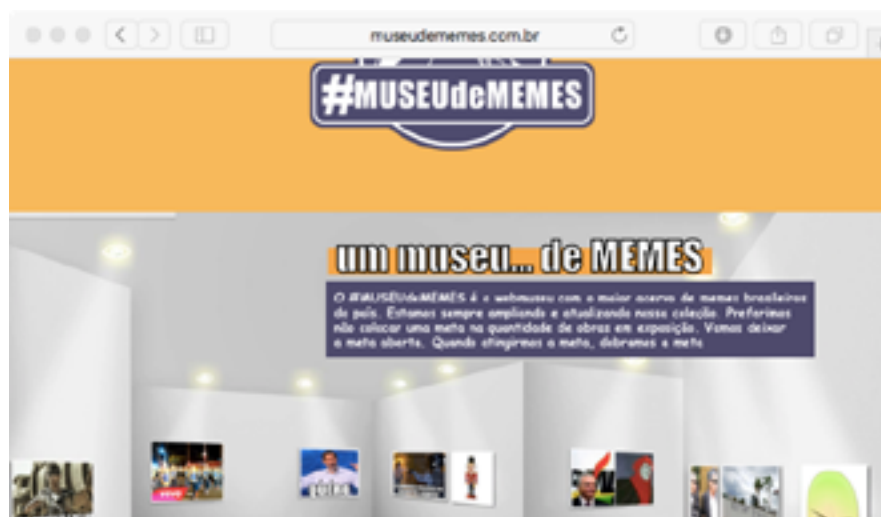 museudememes.com.br
#MUSEUdeMEMES
um museu... de MEMES
O #MUSEUdeMEMES é o webmuseu com o maior acervo de memes brasileiros
do país. Estamos sempre ampliando e atualizando nossa coleção. Preferimos
não colocar uma meta na quantidade de obras em exposição. Vamos deixar
a meta aberta. Quando atingirmos a meta, dobramos a meta